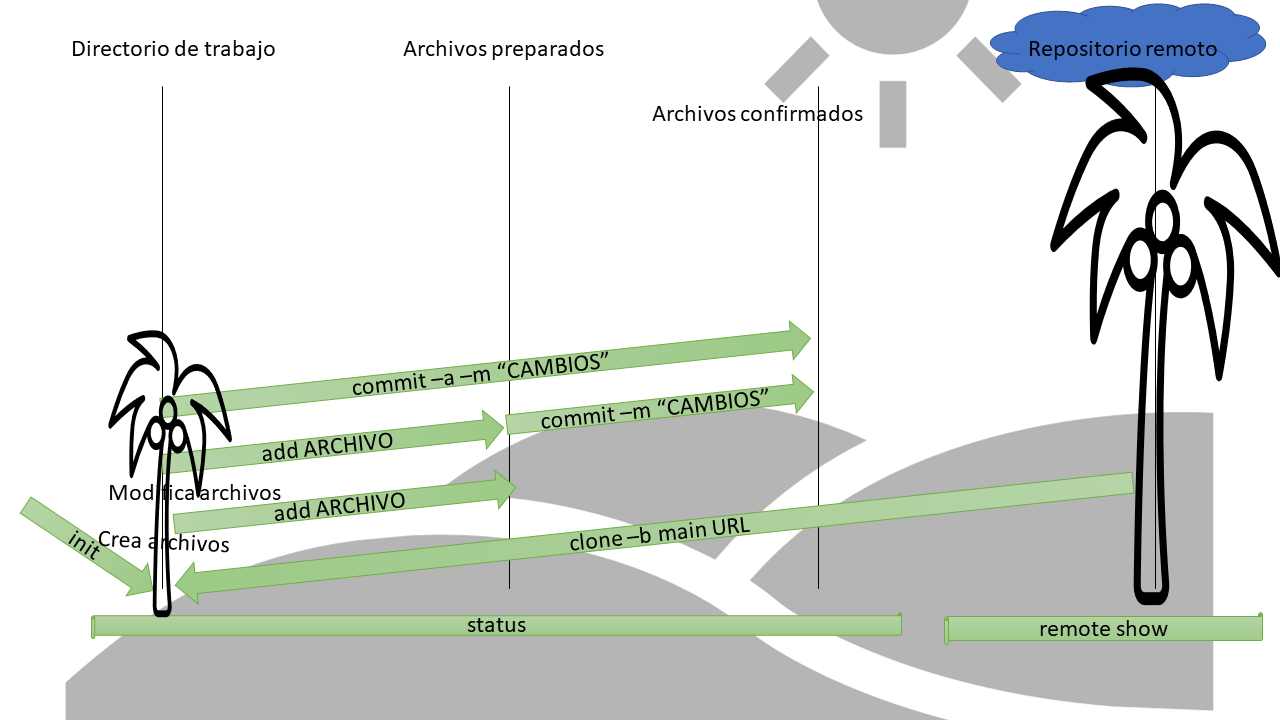 Directorio de trabajo
Archivos preparados
Repositorio remoto
Archivos confirmados
commit –a –m “CAMBIOS”
commit –m “CAMBIOS”
add ARCHIVO
Modifica archivos
add ARCHIVO
init
Crea archivos
clone –b main URL
status
remote show